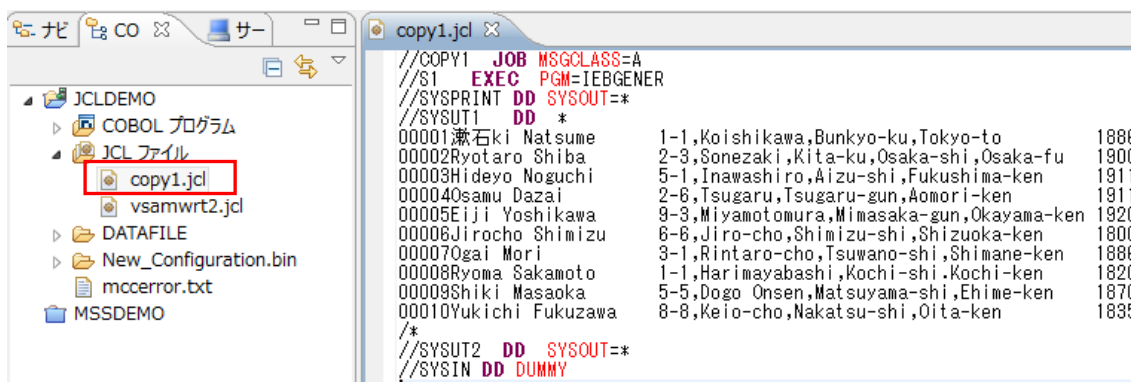 ナビ CO サー
JCLDEMO
COBOL プログラム
JCL ファイル
copy1.jcl
vsamwrt2.jcl
DATAFILE
New_Configuration.bin
mccerror.txt
MSSDEMO
copy1.jcl
//COPY1 JOB MSGCLASS=A
//S1 EXEC PGM=IEBGENER
//SYSPRINT DD SYSOUT=*
//SYSUT1 DD *
00001漱石ki Natsume 1-1,Koishikawa,Bunkyo-ku,Tokyo-to 1886
00002Ryotaro Shiba 2-3,Sonezaki,Kita-ku,Osaka-shi,Osaka-fu 1900
00003Hideyo Noguchi 5-1,Inawashiro,Aizu-shi,Fukushima-ken 1911
00004Osamu Dazai 2-6,Tsugaru,Tsugaru-gun,Aomori-ken 1911
00005Eiji Yoshikawa 9-3,Miyamotomura,Mimasaka-gun,Okayama-ken 1920
00006Jirocho Shimizu 6-6,Jiro-cho,Shimizu-shi,Shizuoka-ken 1800
00007Ogai Mori 3-1,Rintaro-cho,Tsuwano-shi,Shimane-ken 1886
00008Ryoma Sakamoto 1-1,Harimayabashi,Kochi-shi.Kochi-ken 1820
00009Shiki Masaoka 5-5,Dogo Onsen,Matsuyama-shi,Ehime-ken 1870
00010Yukichi Fukuzawa 8-8,Keio-cho,Nakatsu-shi,Oita-ken 1835
/*
//SYSUT2 DD SYSOUT=*
//SYSIN DD DUMMY